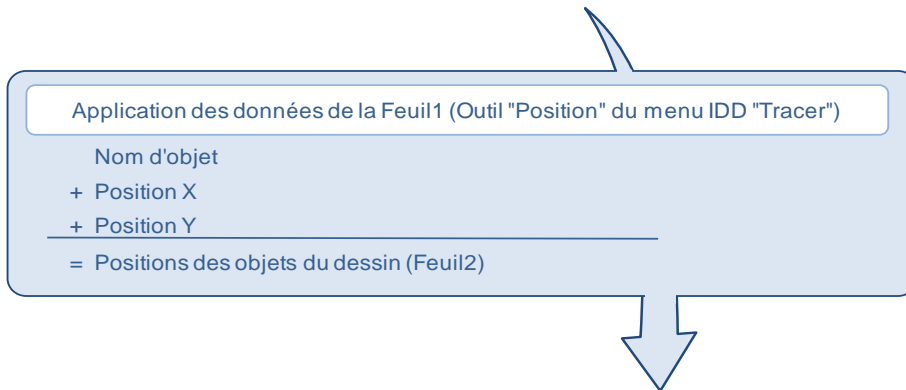 Application des données de la Feuil1 (Outil "Position" du menu IDD "Tracer")
Nom d'objet
+ Position X
+ Position Y
= Positions des objets du dessin (Feuil2)